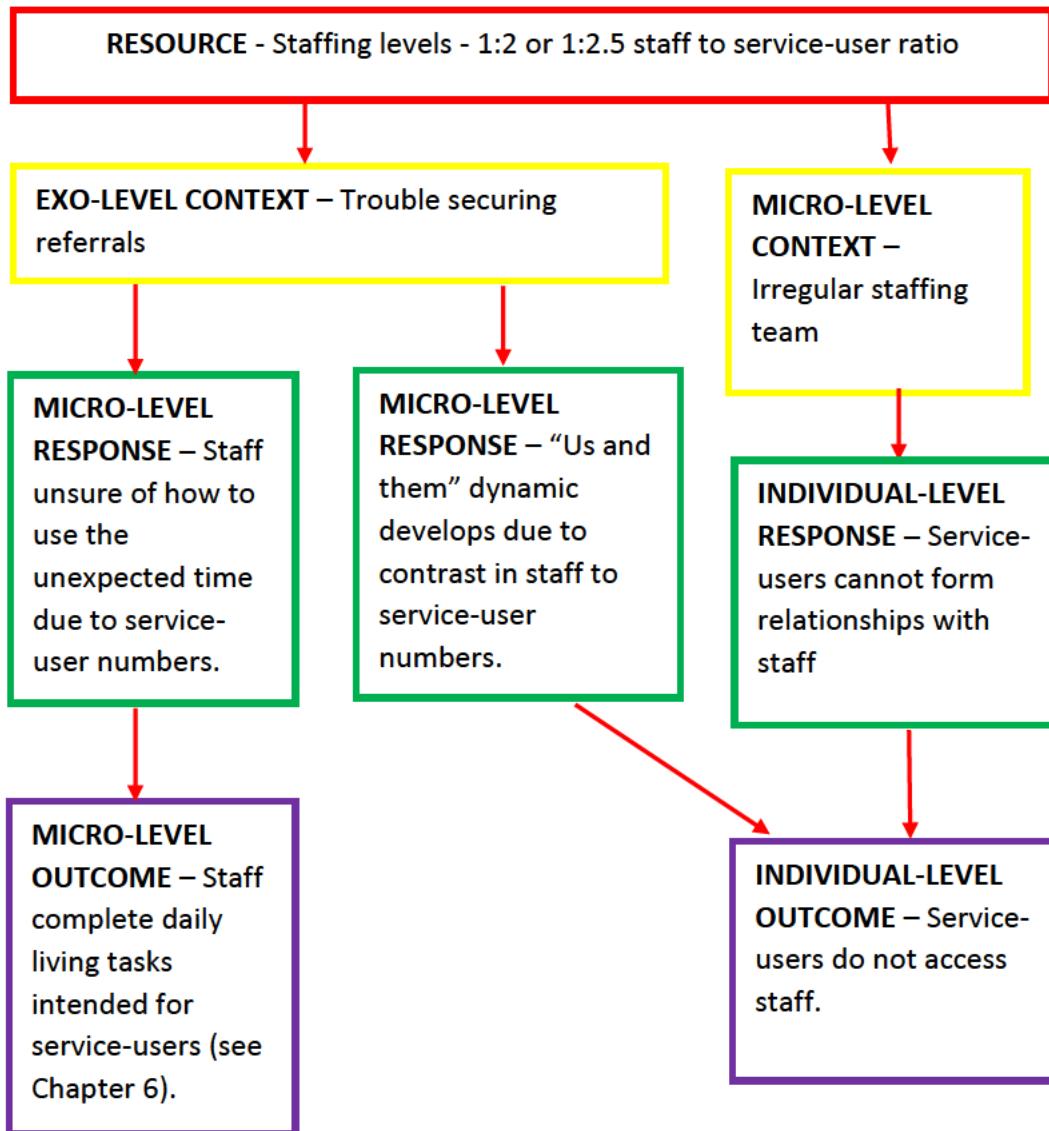 RESOURCE - Staffing levels - 1:2 or 1:2.5 staff to service-user ratio
EXO-LEVEL CONTEXT – Trouble securing
referrals
MICRO-LEVEL
CONTEXT –
Irregular staffing
team
MICRO-LEVEL
RESPONSE – Staff
unsure of how to
use the
unexpected time
due to service-
user numbers.
MICRO-LEVEL
RESPONSE – “Us and
them” dynamic
develops due to
contrast in staff to
service-user
numbers.
INDIVIDUAL-LEVEL
RESPONSE – Service-
users cannot form
relationships with
staff
MICRO-LEVEL
OUTCOME – Staff
complete daily
living tasks
intended for
service-users (see
Chapter 6).
INDIVIDUAL-LEVEL
OUTCOME – Service-
users do not access
staff.